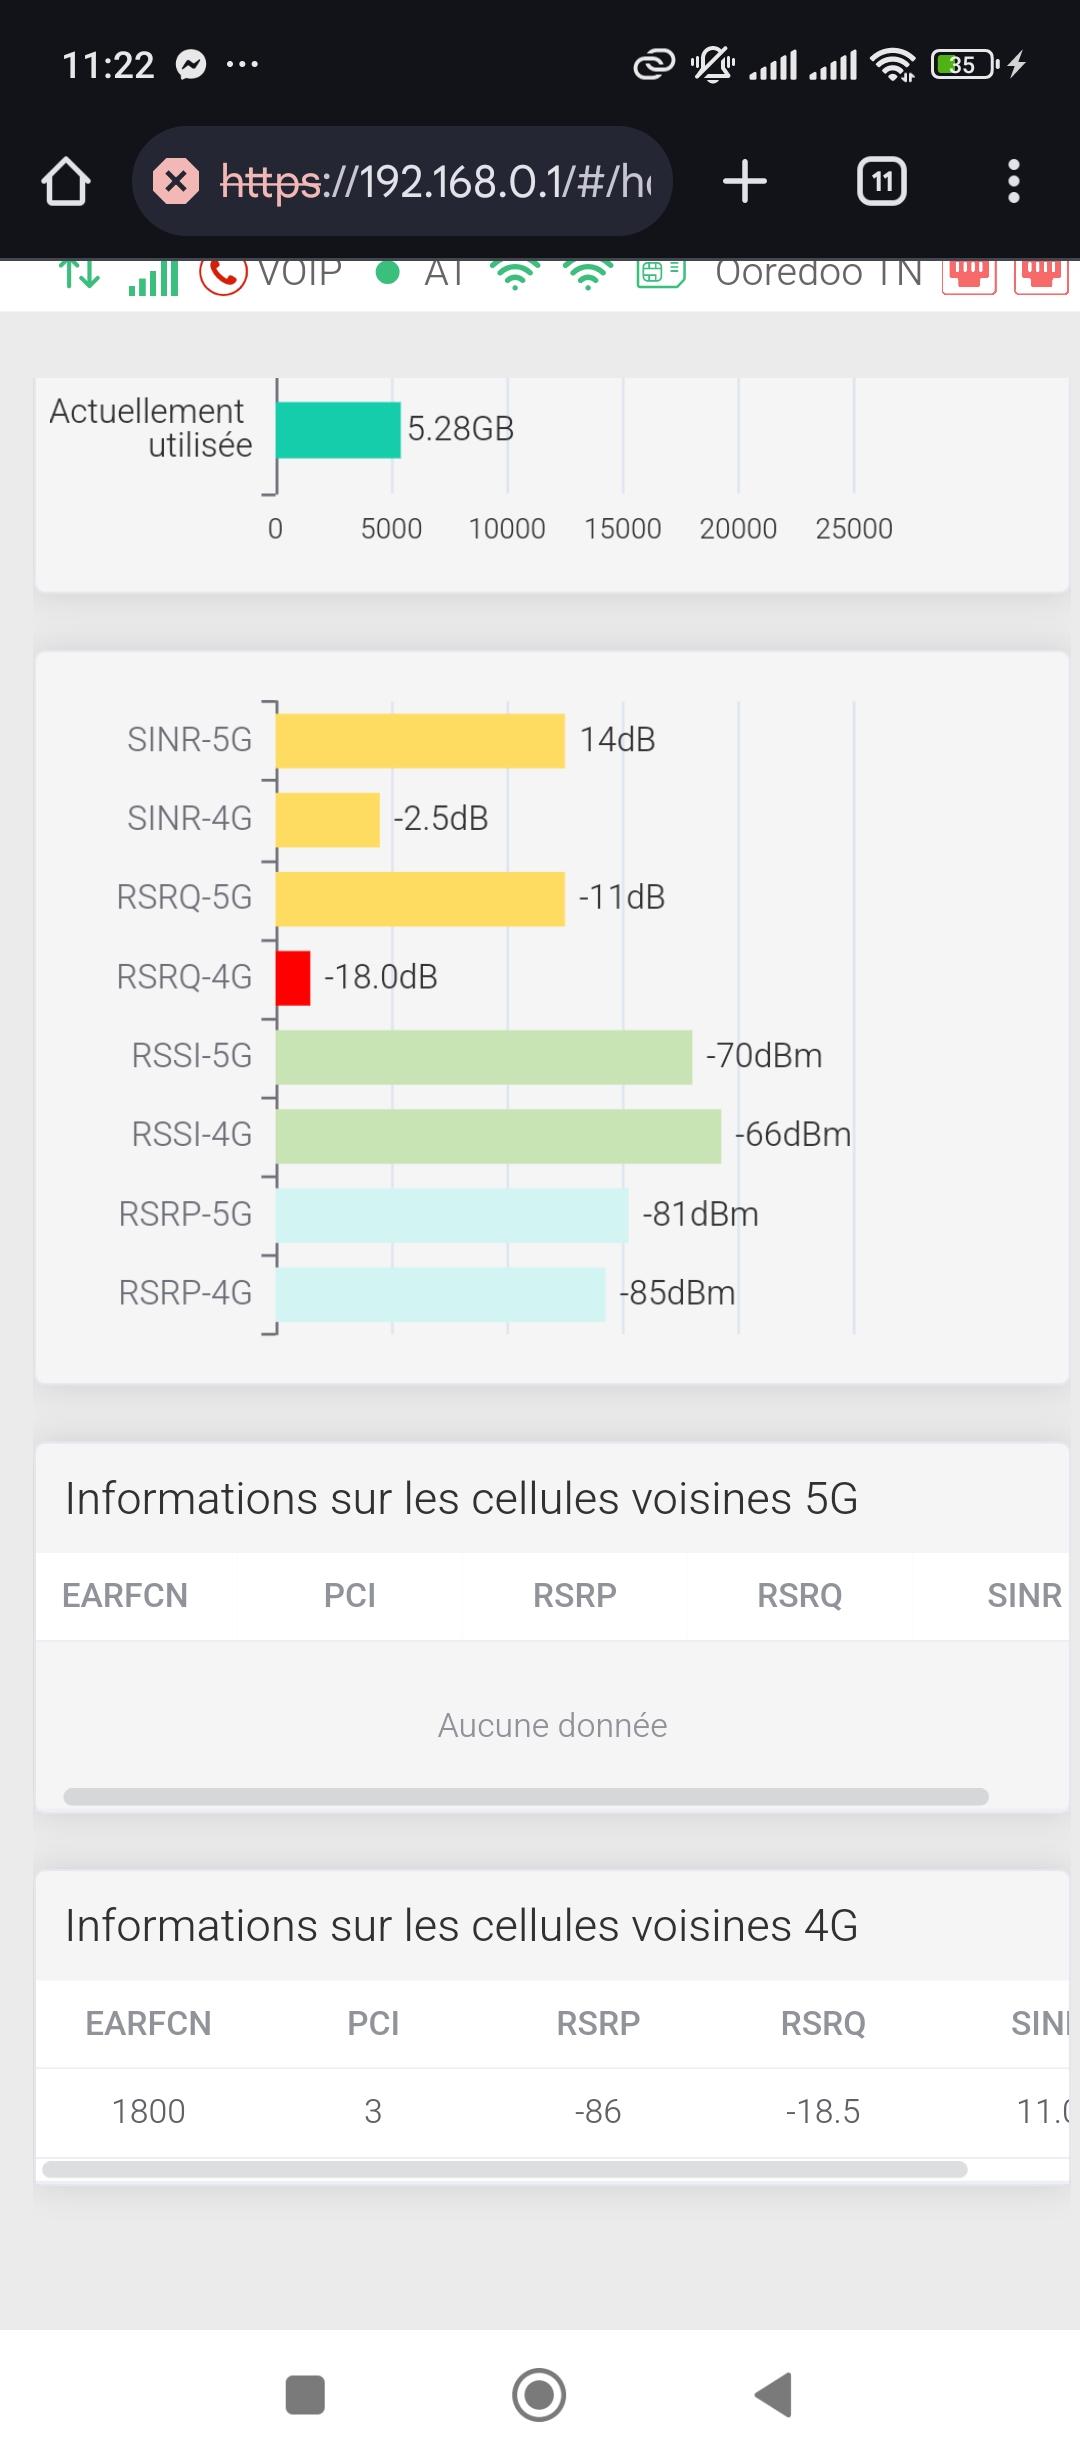 11:22 ... 35
https://192.168.0.1/#/h
11
VOIP AT Ooredoo TN
Actuellement
utilisée
5.28GB
0 5000 10000 15000 20000 25000
SINR-5G 14dB
SINR-4G -2.5dB
RSRQ-5G -11dB
RSRQ-4G -18.0dB
RSSI-5G -70dBm
RSSI-4G -66dBm
RSRP-5G -81dBm
RSRP-4G -85dBm
Informations sur les cellules voisines 5G
EARFCN PCI RSRP RSRQ SINR
Aucune donnée
Informations sur les cellules voisines 4G
EARFCN PCI RSRP RSRQ SIN
1800 3 -86 -18.5 11.